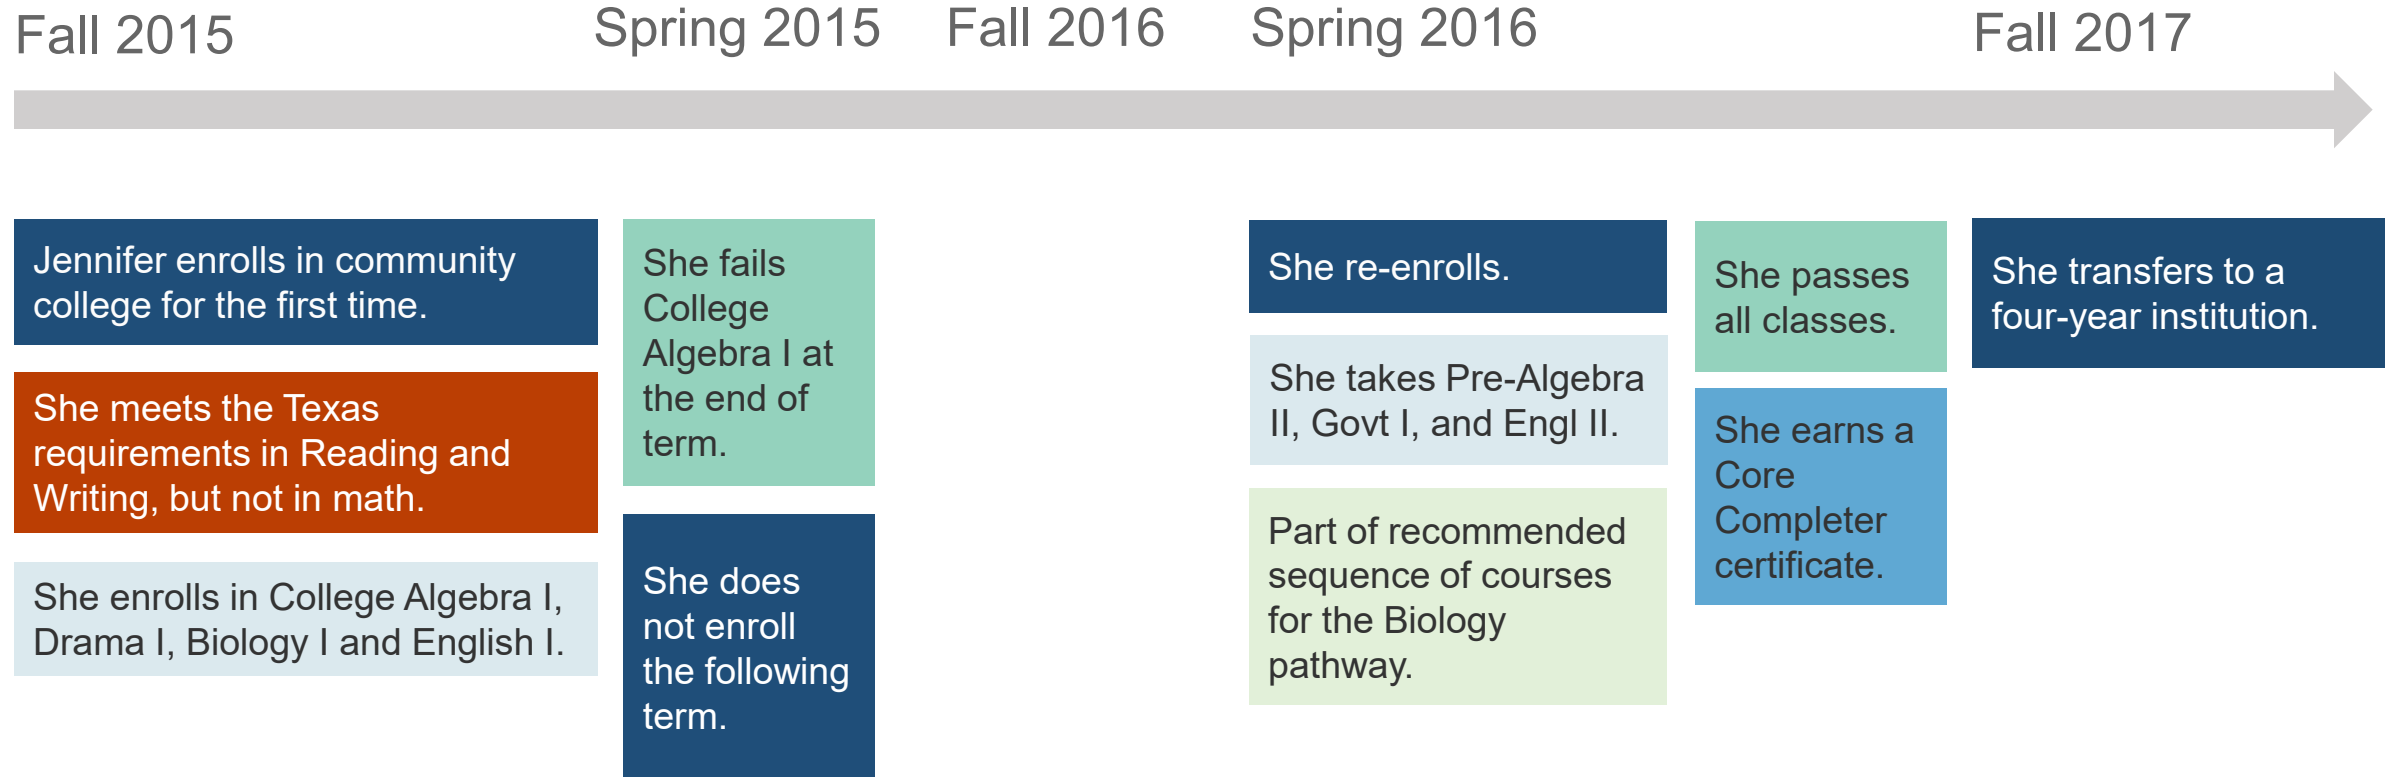 Fall 2015
Spring 2015
Fall 2016
Spring 2016
Fall 2017
Jennifer enrolls in community
college for the first time.
She meets the Texas
requirements in Reading and
Writing, but not in math.
She enrolls in College Algebra I,
Drama I, Biology I and English I.
She fails
College
Algebra I at
the end of
term.
She does
not enroll
the following
term.
She re-enrolls.
She takes Pre-Algebra
II, Govt I, and Engl II.
Part of recommended
sequence of courses
for the Biology
pathway.
She passes
all classes.
She earns a
Core
Completer
certificate.
She transfers to a
four-year institution.